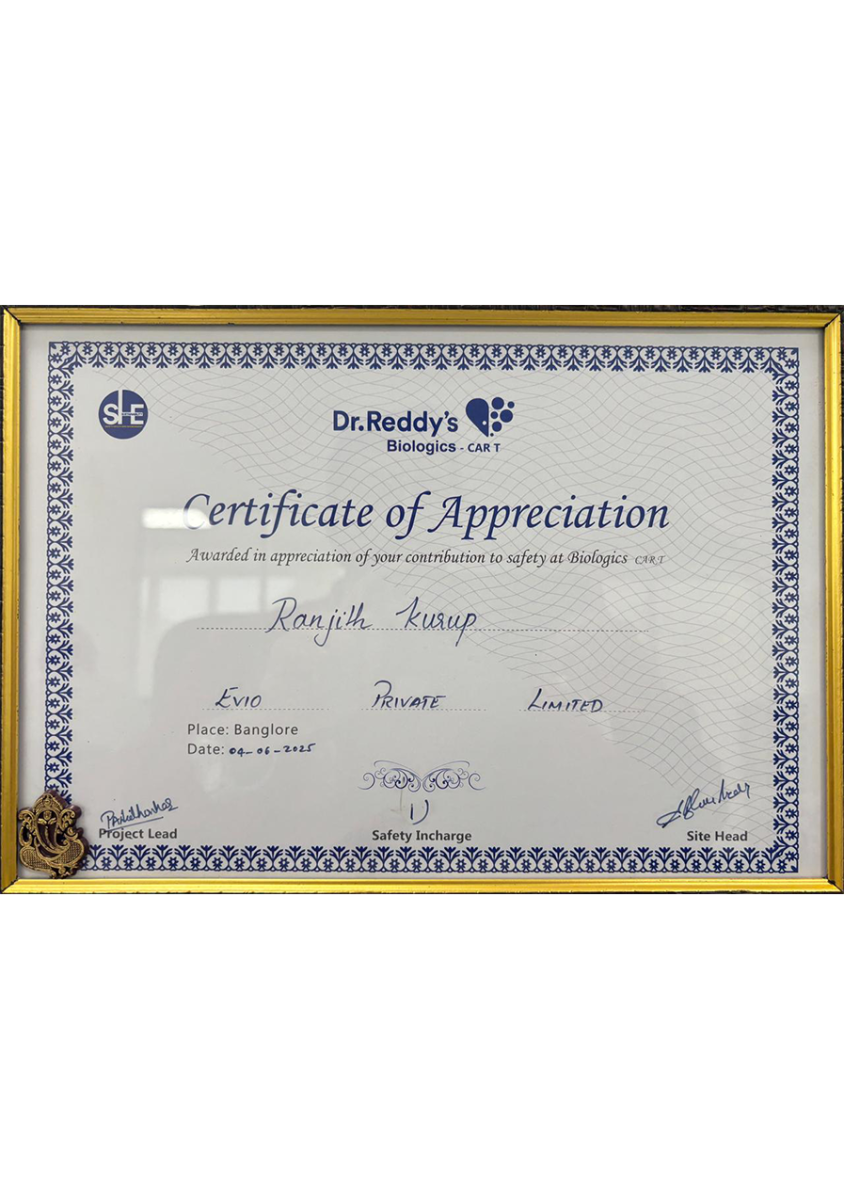 SHE
Dr.Reddy's
Biologics - CAR T
Certificate of Appreciation
Awarded in appreciation of your contribution to safety at Biologics CAR T
Ranjith Kurup
EVIO PRIVATE LIMITED
Place: Banglore
Date: 04-06-2025
Project Lead Safety Incharge Site Head